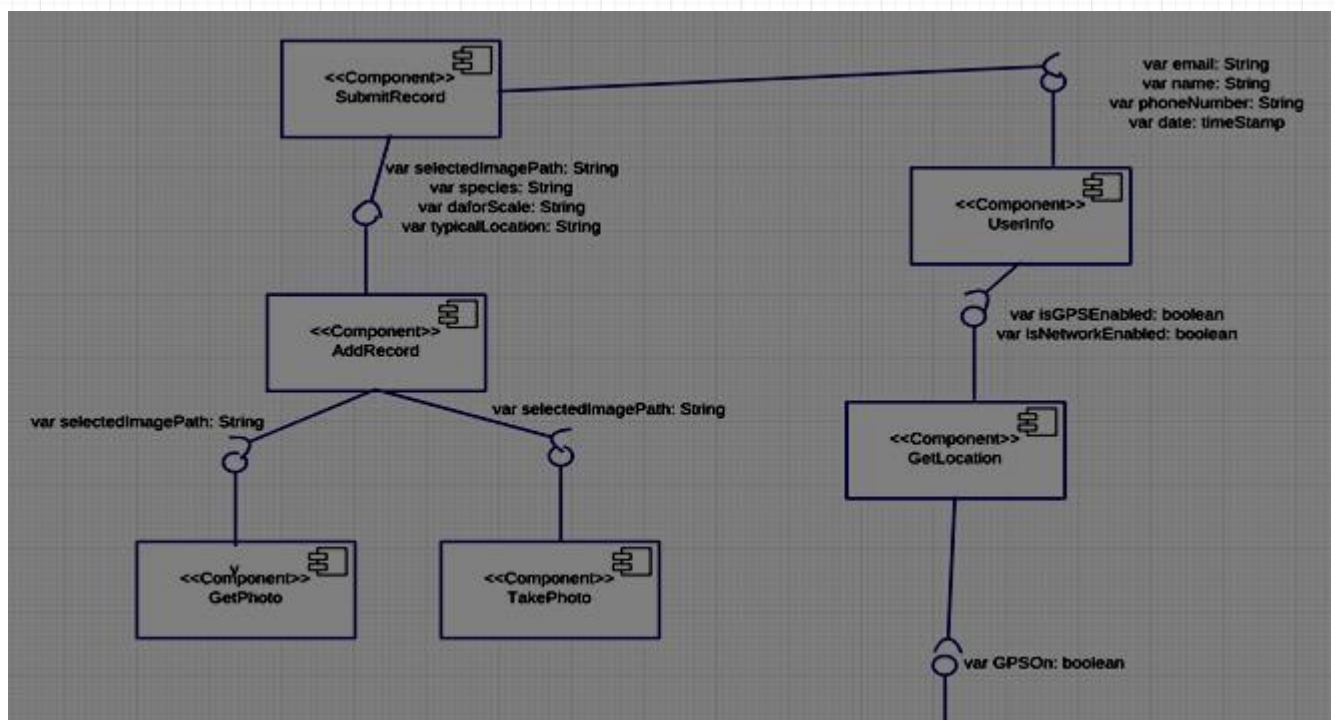 <<Component>>
SubmitRecord
var email: String
var name: String
var phoneNumber: String
var date: timeStamp
var selectedImagePath: String
var species: String
var daforScale: String
var typicalLocation: String
<<Component>>
UserInfo
<<Component>>
AddRecord
var isGPSEnabled: boolean
var isNetworkEnabled: boolean
var selectedImagePath: String
var selectedImagePath: String
<<Component>>
GetLocation
<<Component>>
GetPhoto
<<Component>>
TakePhoto
var GPSOn: boolean